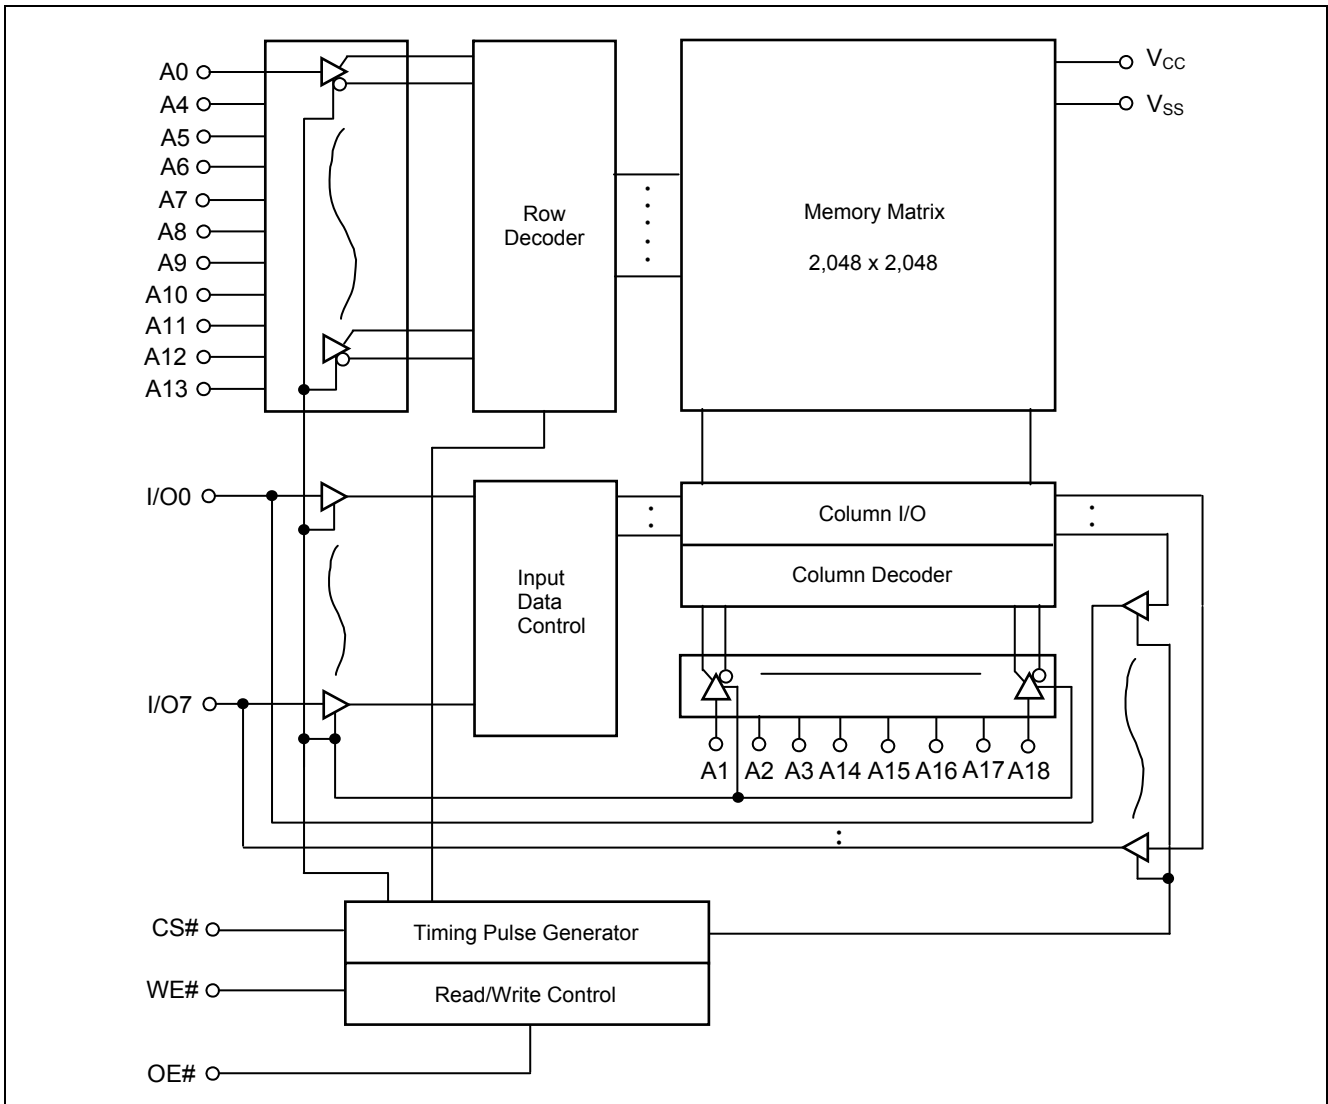 A0
A4
A5
A6
A7
A8
A9
A10
A11
A12
A13
Row
Decoder
Memory Matrix
2,048 x 2,048
VCC
VSS
I/O0
I/O7
Input
Data
Control
Column I/O
Column Decoder
A1 A2 A3 A14 A15 A16 A17 A18
CS#
WE#
OE#
Timing Pulse Generator
Read/Write Control